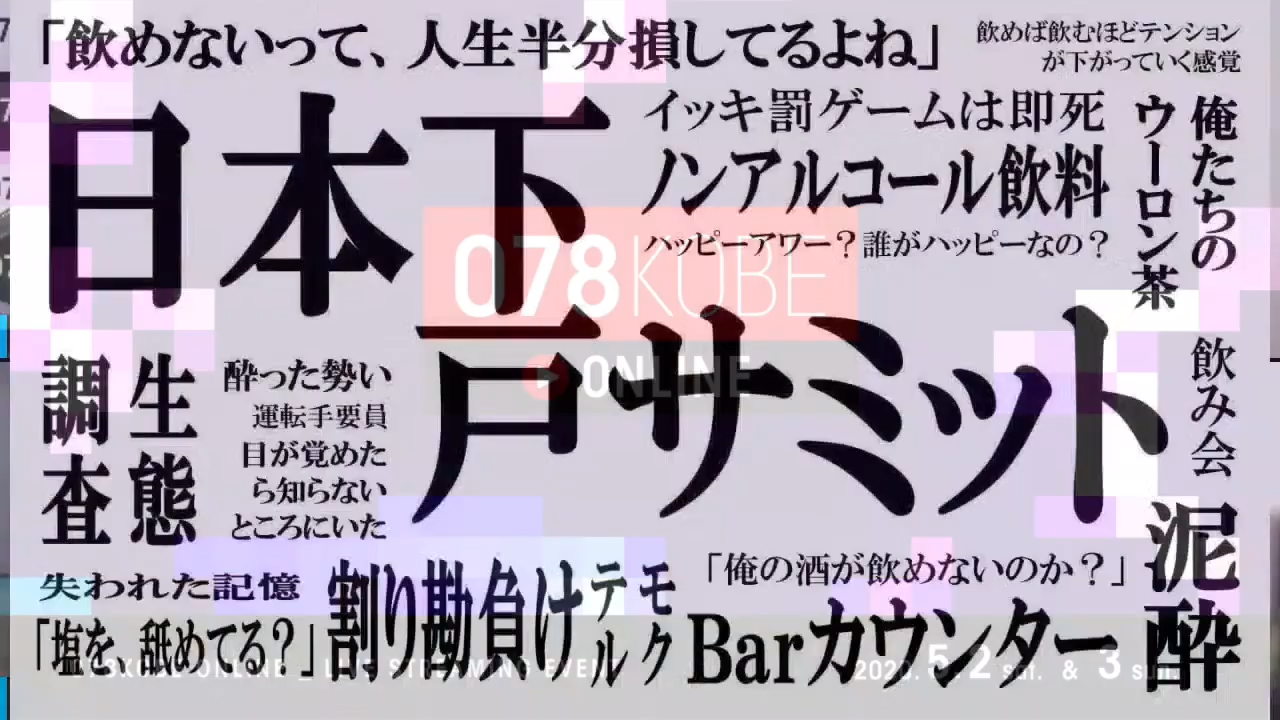 「飲めないって、人生半分損してるよね」
飲めば飲むほどテンション
が下がっていく感覚
日本下
戸サミット
イッキ罰ゲームは即死
ノンアルコール飲料
ハッピーアワー？誰がハッピーなの？
俺たちの
ウーロン茶
078KOBE
ONLINE
生態
調査
酔った勢い
運転手要員
目が覚めた
ら知らない
ところにいた
飲み会
泥酔
失われた記憶
「塩を、舐めてる？」
割り勘負け
テキ
ルク
「俺の酒が飲めないのか？」
Barカウンター
078KOBE ONLINE _ LIVE STREAMING EVENT
2020. 5.2 sat. & 3 sun.